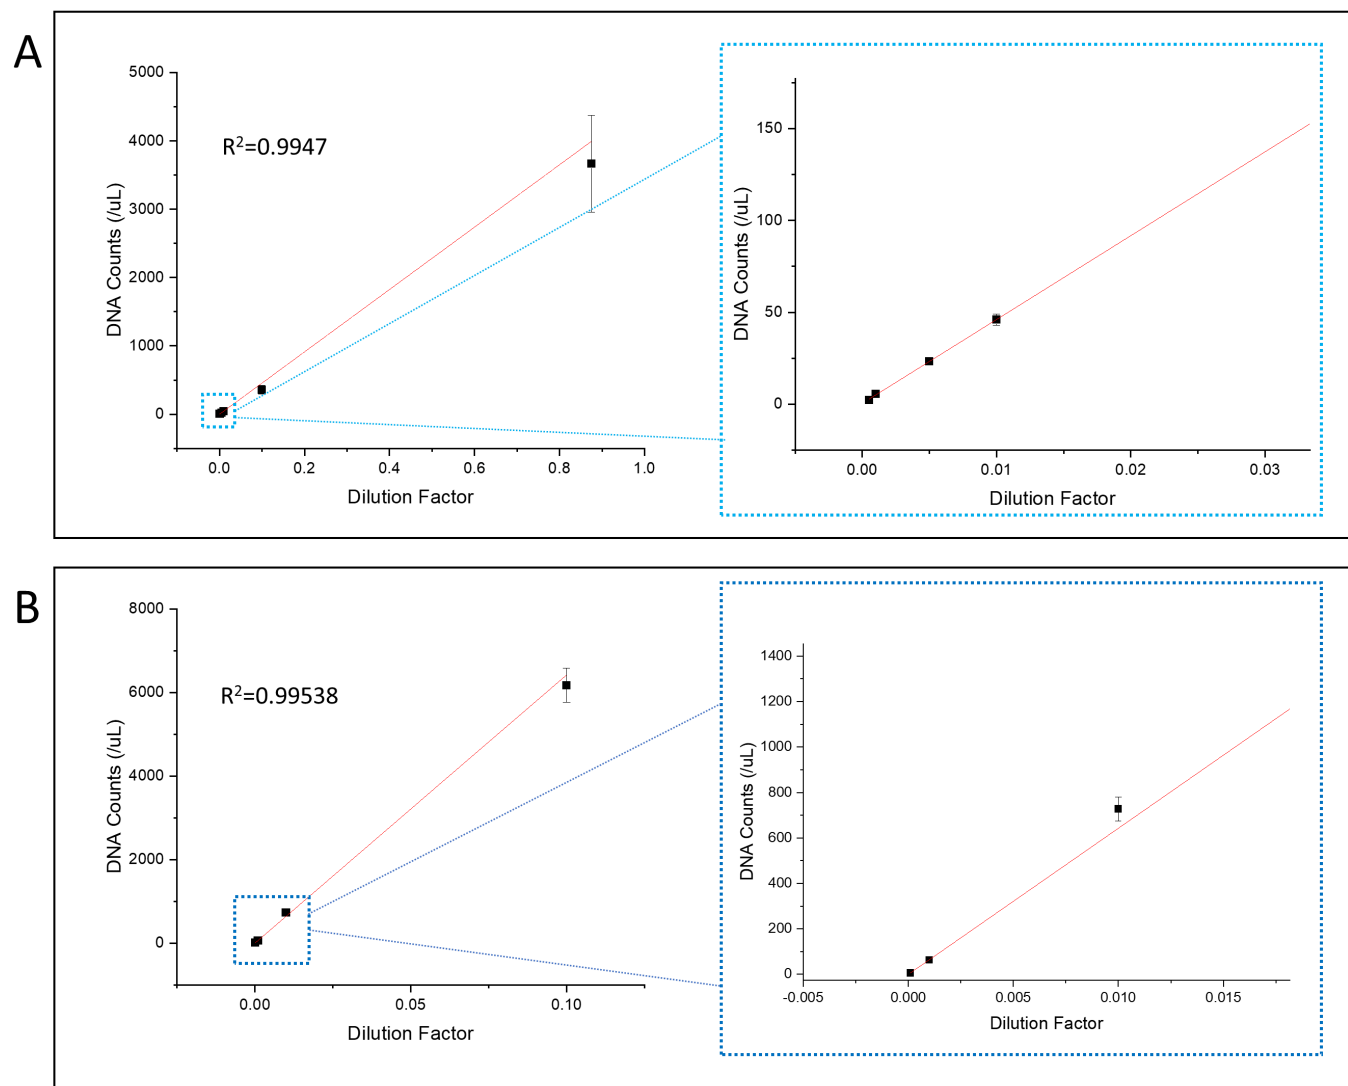 A
5000
4000
3000
2000
1000
0
DNA Counts (/uL)
R²=0.9947
0.0 0.2 0.4 0.6 0.8 1.0
Dilution Factor
150
100
50
0
DNA Counts (/uL)
0.00 0.01 0.02 0.03
Dilution Factor
B
8000
6000
4000
2000
0
DNA Counts (/uL)
R²=0.99538
0.00 0.05 0.10
Dilution Factor
1400
1200
1000
800
600
400
200
0
DNA Counts (/uL)
-0.005 0.000 0.005 0.010 0.015
Dilution Factor